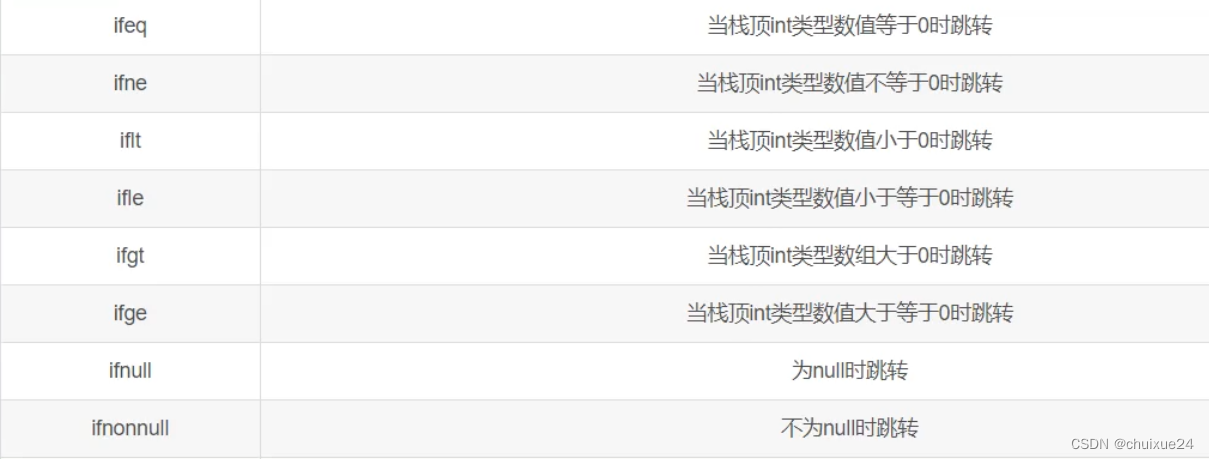 ifeq 当栈顶int类型数值等于0时跳转
ifne 当栈顶int类型数值不等于0时跳转
iflt 当栈顶int类型数值小于0时跳转
ifle 当栈顶int类型数值小于等于0时跳转
ifgt 当栈顶int类型数组大于0时跳转
ifge 当栈顶int类型数值大于等于0时跳转
ifnull 为null时跳转
ifnonnull 不为null时跳转
CSDN @chuixue24